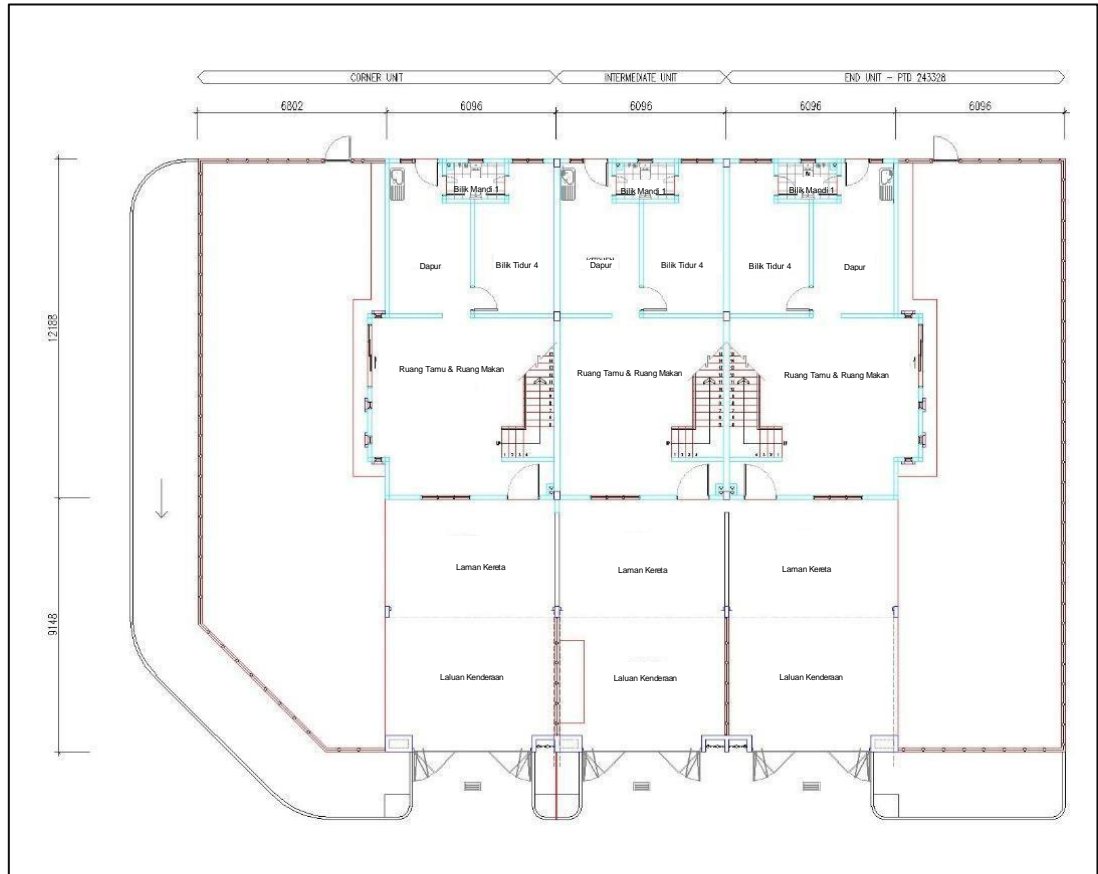 CORNER UNIT
INTERMEDIATE UNIT
END UNIT - PTD 243328
6802
6096
6096
6096
6096
Bilik Mandi 1
Bilik Mandi 1
Bilik Mandi 1
Dapur
Bilik Tidur 4
Dapur
Bilik Tidur 4
Bilik Tidur 4
Dapur
12188
Ruang Tamu & Ruang Makan
Ruang Tamu & Ruang Makan
Ruang Tamu & Ruang Makan
Laman Kereta
Laman Kereta
Laman Kereta
9148
Laluan Kenderaan
Laluan Kenderaan
Laluan Kenderaan